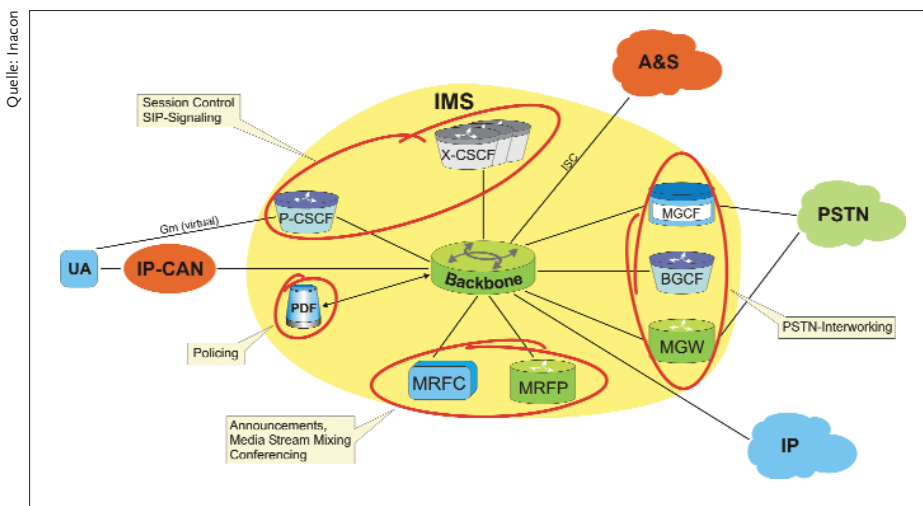 Quelle: Inacon
A&S
Session Control
SIP-Signaling
IMS
X-CSCF
ISC
MGCF
PSTN
P-CSCF
Gm (virtual)
UA
IP-CAN
Backbone
BGCF
PDF
PSTN-Interworking
Policing
MGW
MRFC
MRFP
Announcements,
Media Stream Mixing
Conferencing
IP